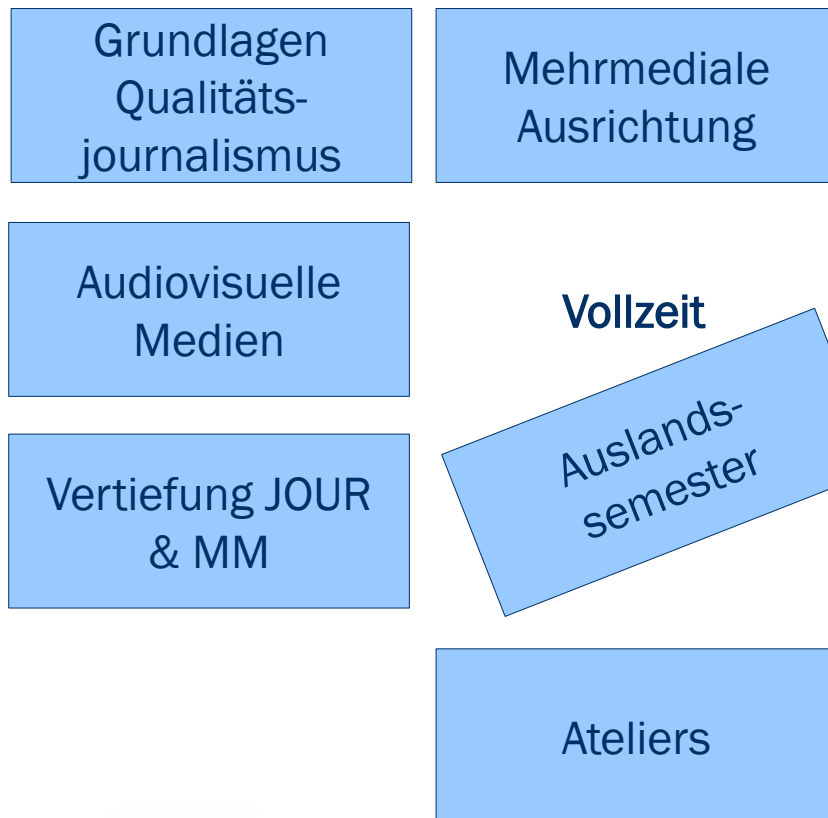 Grundlagen
Qualitäts-
journalismus
Mehrmediale
Ausrichtung
Audiovisuelle
Medien
Vollzeit
Auslands-
semester
Vertiefung JOUR
& MM
Ateliers